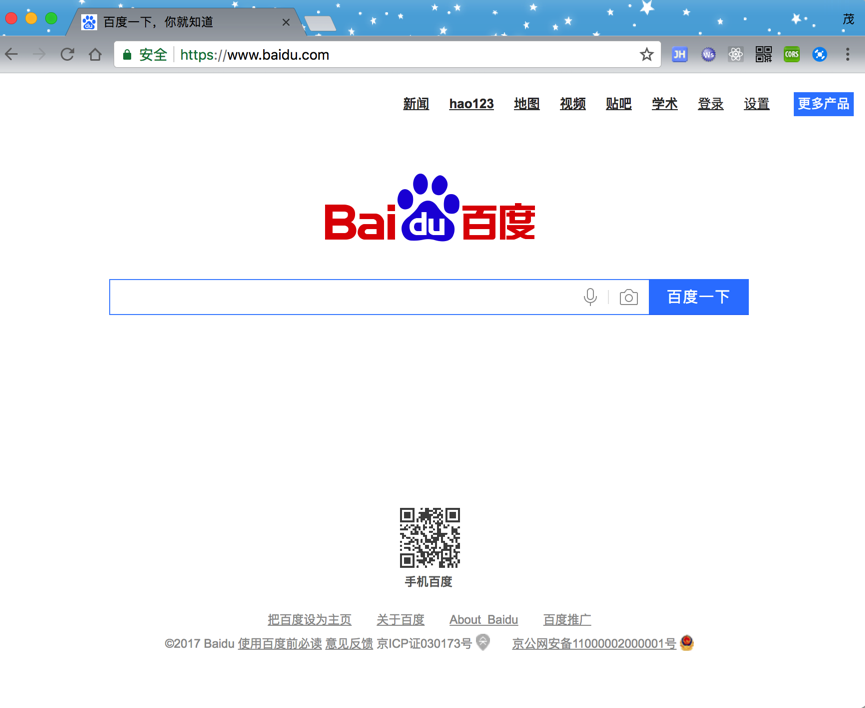 百度一下，你就知道
茂
安全 https://www.baidu.com
JH Ws CORS
新闻 hao123 地图 视频 贴吧 学术 登录 设置 更多产品
Bai du 百度
百度一下
手机百度
把百度设为主页 关于百度 About Baidu 百度推广
©2017 Baidu 使用百度前必读 意见反馈 京ICP证030173号 京公网安备11000002000001号